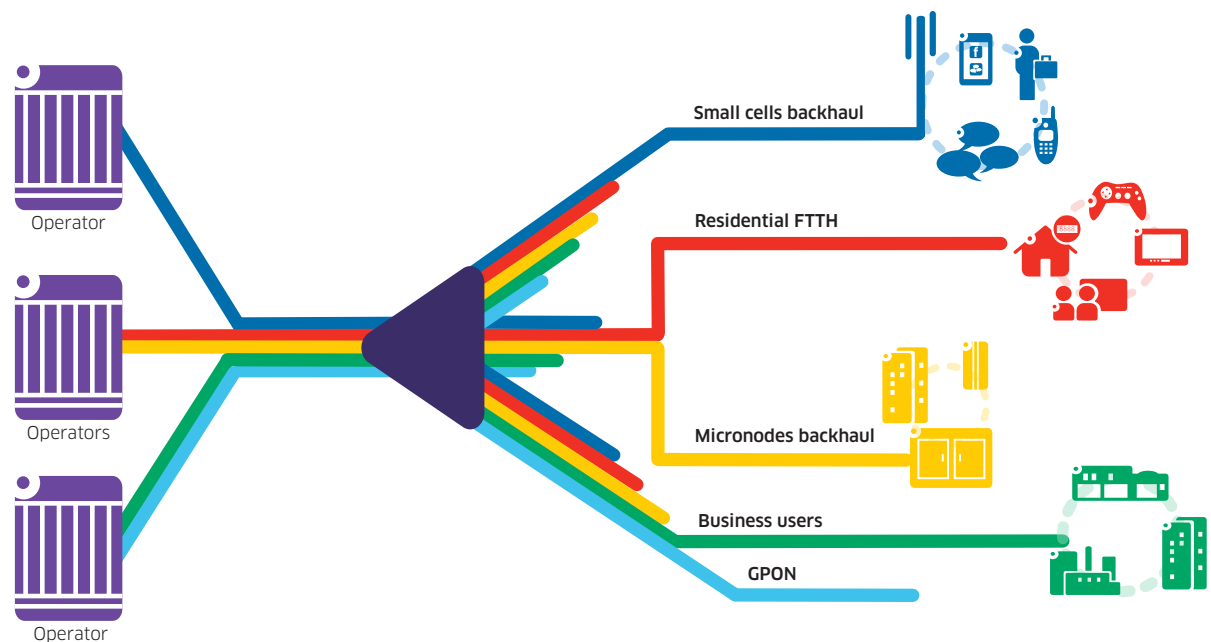 Small cells backhaul
Operator
Residential FTTH
Operators
Micronodes backhaul
Business users
GPON
Operator